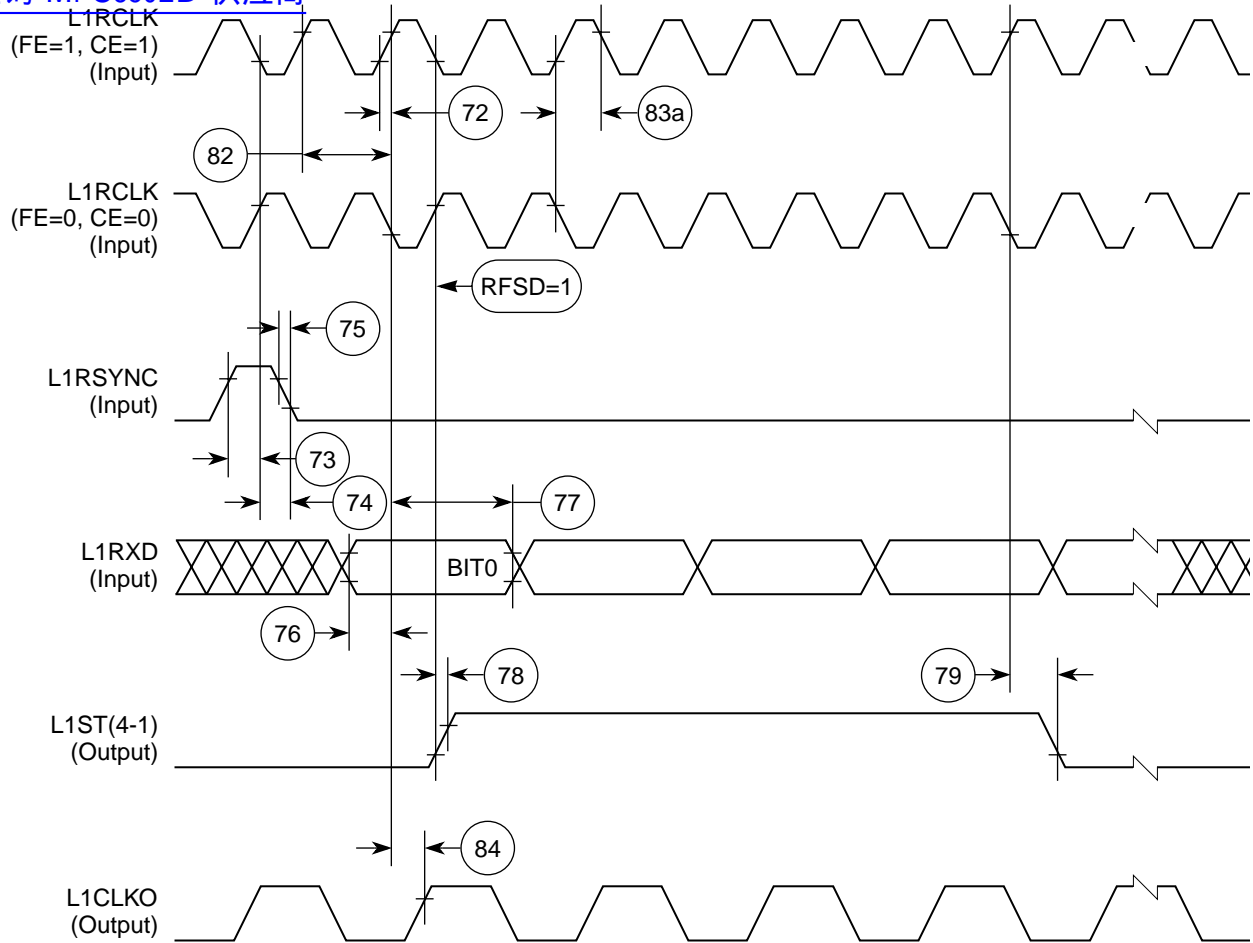 L1RCLK
(FE=1, CE=1)
(Input)
72
83a
82
L1RCLK
(FE=0, CE=0)
(Input)
RFSD=1
75
L1RSYNC
(Input)
73
74
77
L1RXD
(Input)
BIT0
76
78
79
L1ST(4-1)
(Output)
84
L1CLKO
(Output)